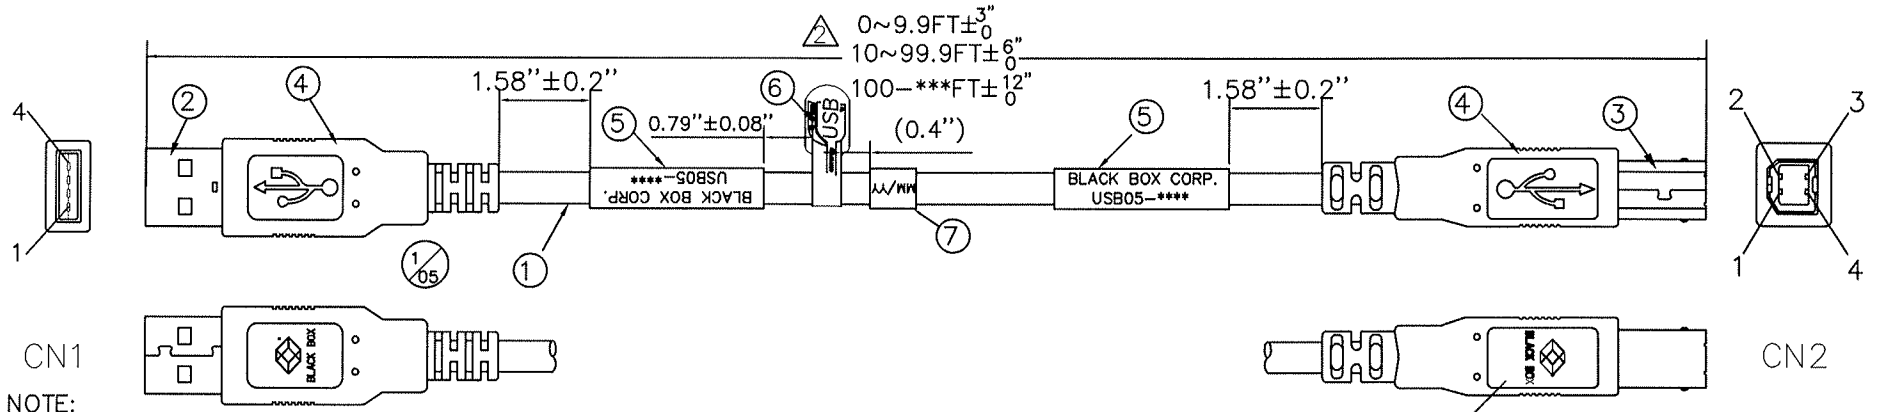 2 0~9.9FT±3" 0
10~99.9FT±6" 0
100-***FT±12" 0
1.58"±0.2"
1.58"±0.2"
0.79"±0.08"
(0.4")
2
4
5
6
5
4
3
4
1
USB
BLACK BOX CORP.
USB05-****
MM/YY
BLACK BOX CORP.
USB05-****
2
3
1
4
1/05
1
7
CN1
BLACK BOX
BLACK BOX
CN2
NOTE: